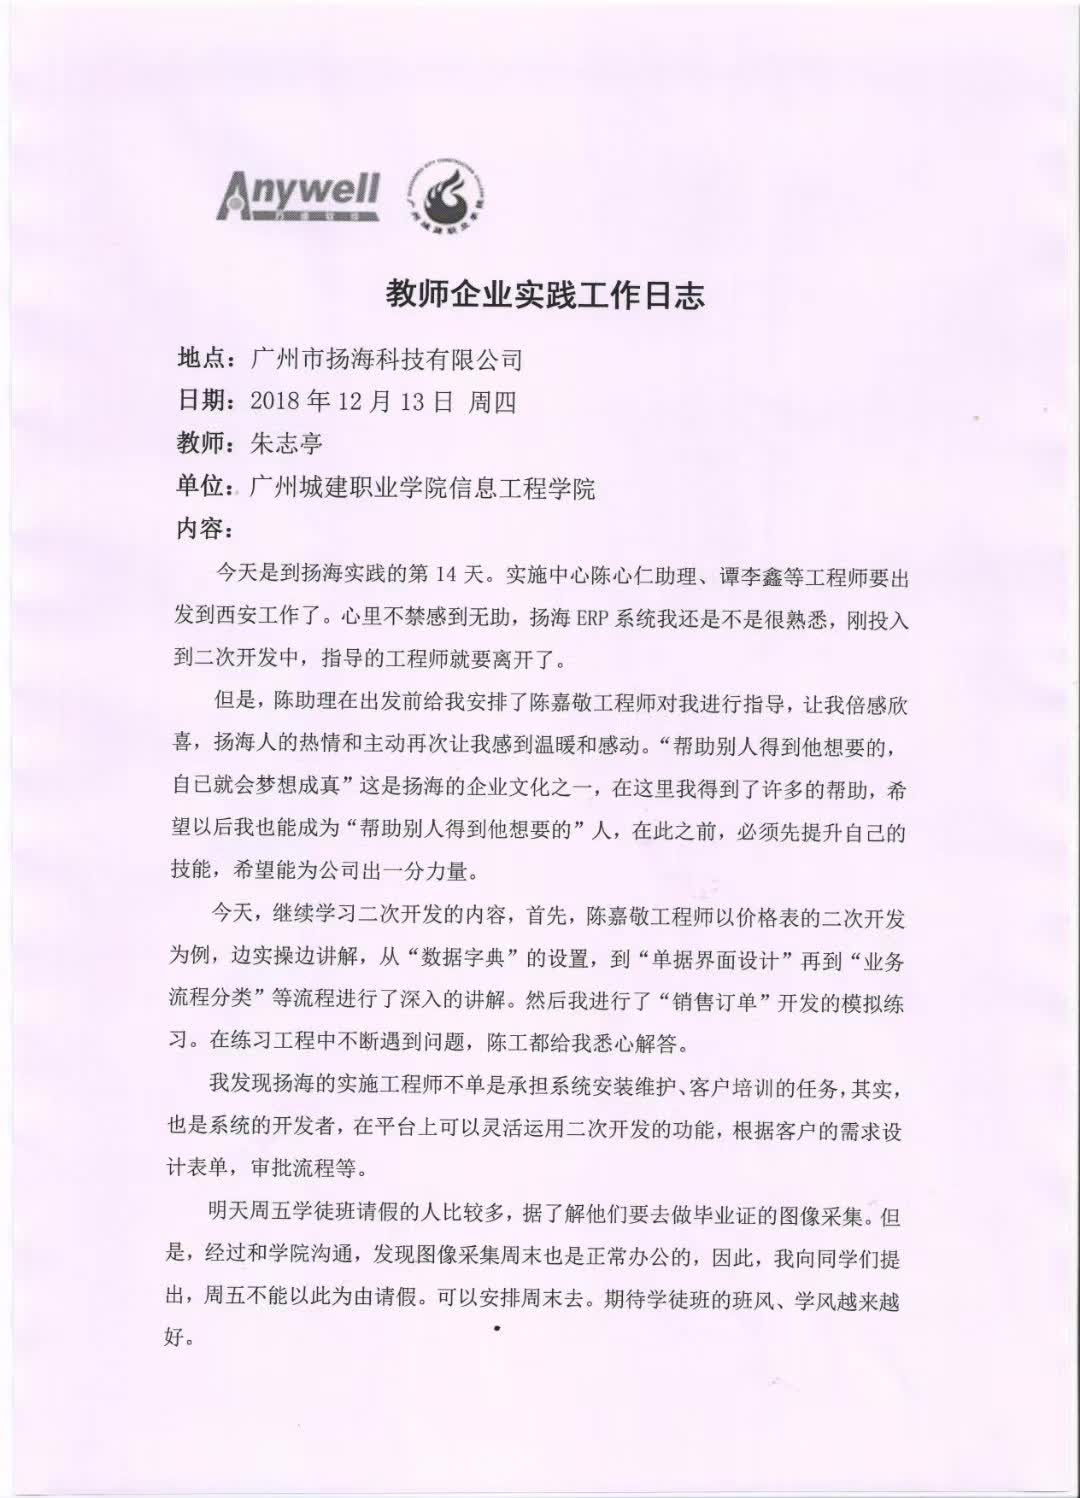 Anywell
教师企业实践工作日志
地点：广州市扬海科技有限公司
日期：2018 年 12 月 13 日 周四
教师：朱志亭
单位：广州城建职业学院信息工程学院
内容：
今天是到扬海实践的第 14 天。实施中心陈心仁助理、谭李鑫等工程师要出
发到西安工作了。心里不禁感到无助，扬海 ERP 系统我还是不是很熟悉，刚投入
到二次开发中，指导的工程师就要离开了。
但是，陈助理在出发前给我安排了陈嘉敬工程师对我进行指导，让我倍感欣
喜，扬海人的热情和主动再次让我感到温暖和感动。“帮助别人得到他想要的，
自已就会梦想成真”这是扬海的企业文化之一，在这里我得到了许多的帮助，希
望以后我也能成为“帮助别人得到他想要的”人，在此之前，必须先提升自己的
技能，希望能为公司出一分力量。
今天，继续学习二次开发的内容，首先，陈嘉敬工程师以价格表的二次开发
为例，边实操边讲解，从“数据字典”的设置，到“单据界面设计”再到“业务
流程分类”等流程进行了深入的讲解。然后我进行了“销售订单”开发的模拟练
习。在练习工程中不断遇到问题，陈工都给我悉心解答。
我发现扬海的实施工程师不单是承担系统安装维护、客户培训的任务，其实，
也是系统的开发者，在平台上可以灵活运用二次开发的功能，根据客户的需求设
计表单，审批流程等。
明天周五学徒班请假的人比较多，据了解他们要去做毕业证的图像采集。但
是，经过和学院沟通，发现图像采集周末也是正常办公的，因此，我向同学们提
出，周五不能以此为由请假。可以安排周末去。期待学徒班的班风、学风越来越
好。